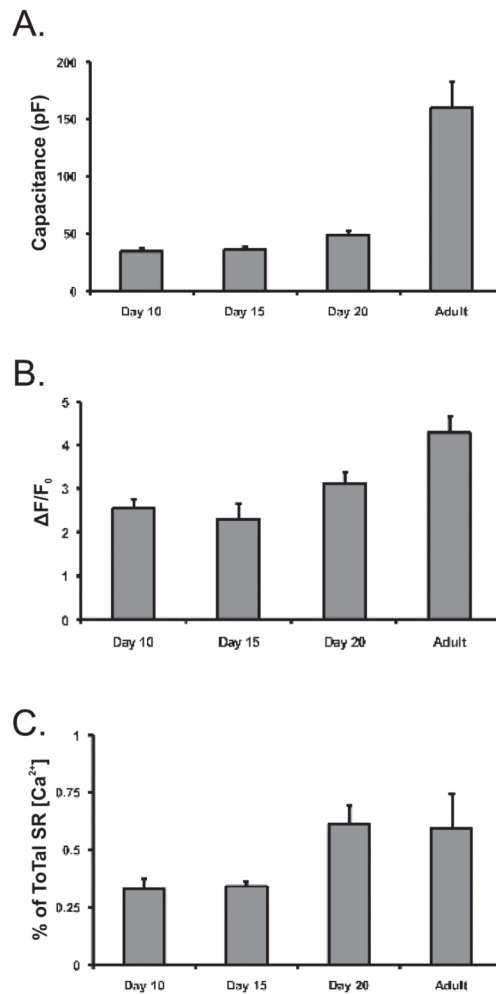 A.
Capacitance (pF)
200
150
100
50
0
Day 10 Day 15 Day 20 Adult
B.
ΔF/F₀
5
4
3
2
1
0
Day 10 Day 15 Day 20 Adult
C.
% of ToTal SR [Ca²⁺]
1
0.75
0.5
0.25
0
Day 10 Day 15 Day 20 Adult